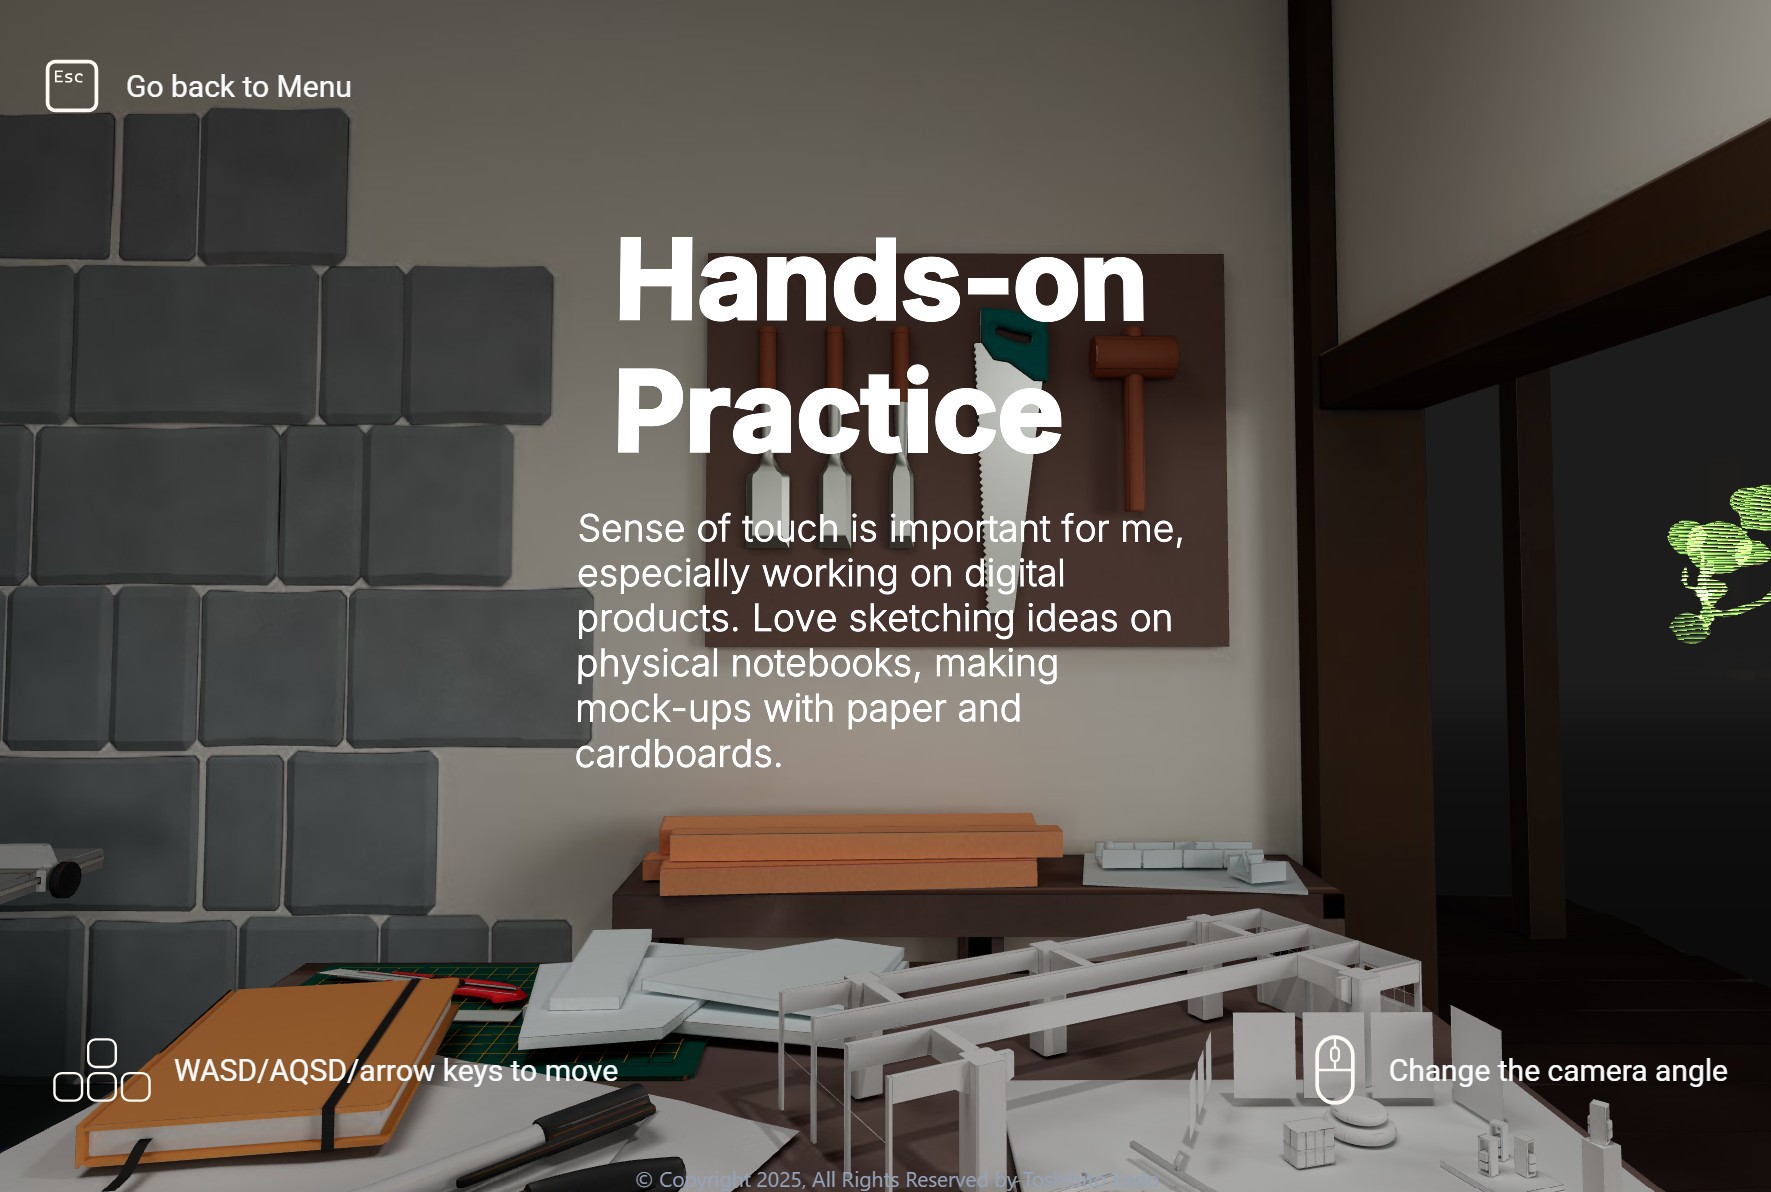 Esc
Go back to Menu
Hands-on
Practice
Sense of touch is important for me,
especially working on digital
products. Love sketching ideas on
physical notebooks, making
mock-ups with paper and
cardboards.
WASD/AQSD/arrow keys to move
Change the camera angle
© Copyright 2025, All Rights Reserved by